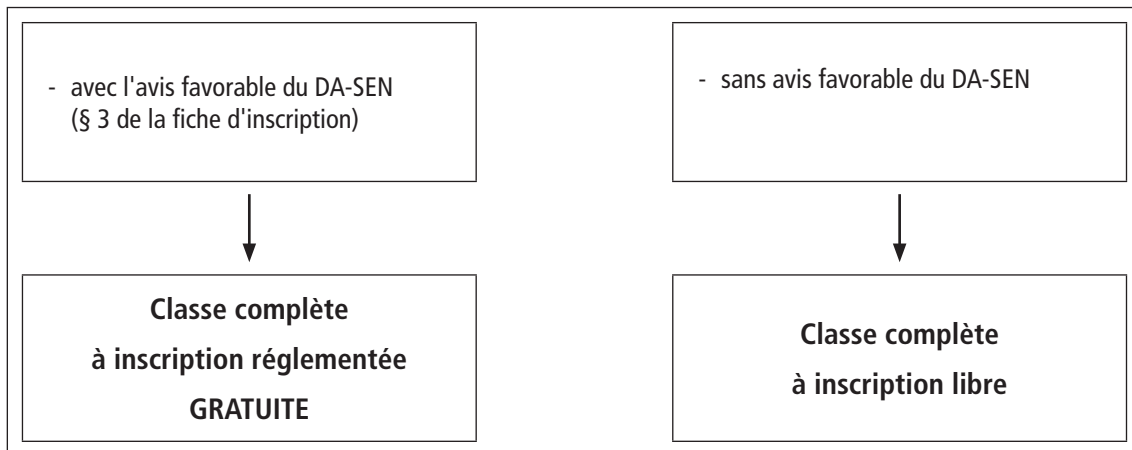 - avec l'avis favorable du DA-SEN
(§ 3 de la fiche d'inscription)
- sans avis favorable du DA-SEN
Classe complète
à inscription réglementée
GRATUITE
Classe complète
à inscription libre